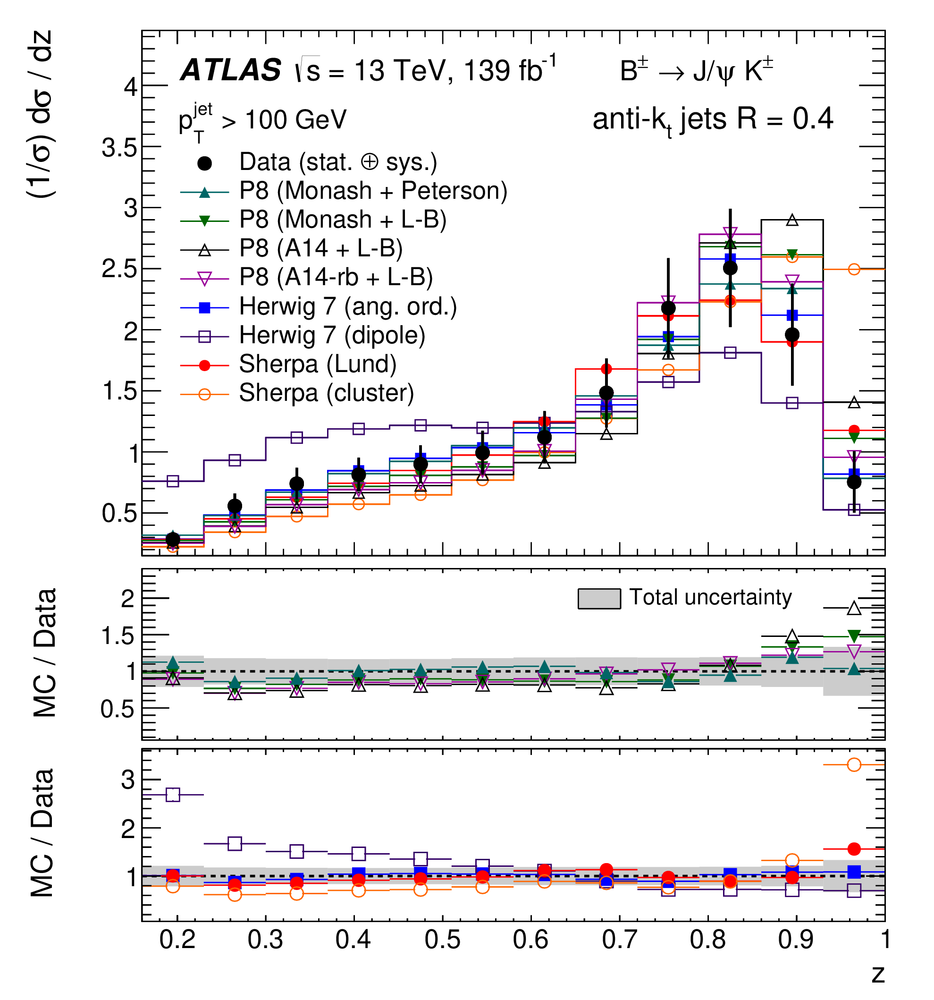 (1/σ) dσ / dz
ATLAS √s = 13 TeV, 139 fb⁻¹
B± → J/ψ K±
p_T^jet > 100 GeV
anti-k_t jets R = 0.4
Data (stat. ⊕ sys.)
P8 (Monash + Peterson)
P8 (Monash + L-B)
P8 (A14 + L-B)
P8 (A14-rb + L-B)
Herwig 7 (ang. ord.)
Herwig 7 (dipole)
Sherpa (Lund)
Sherpa (cluster)
4
3.5
3
2.5
2
1.5
1
0.5
MC / Data
Total uncertainty
2
1.5
1
0.5
MC / Data
3
2
1
0.2 0.3 0.4 0.5 0.6 0.7 0.8 0.9 1
z